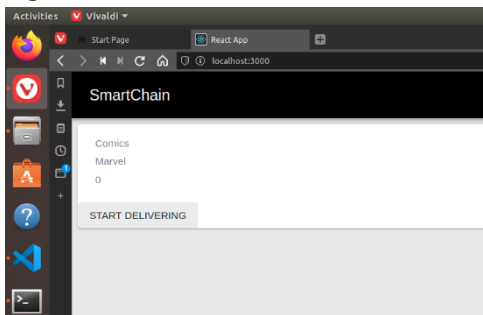 Activities Vivaldi
Start Page React App
localhost:3000
SmartChain
Comics
Marvel
0
START DELIVERING